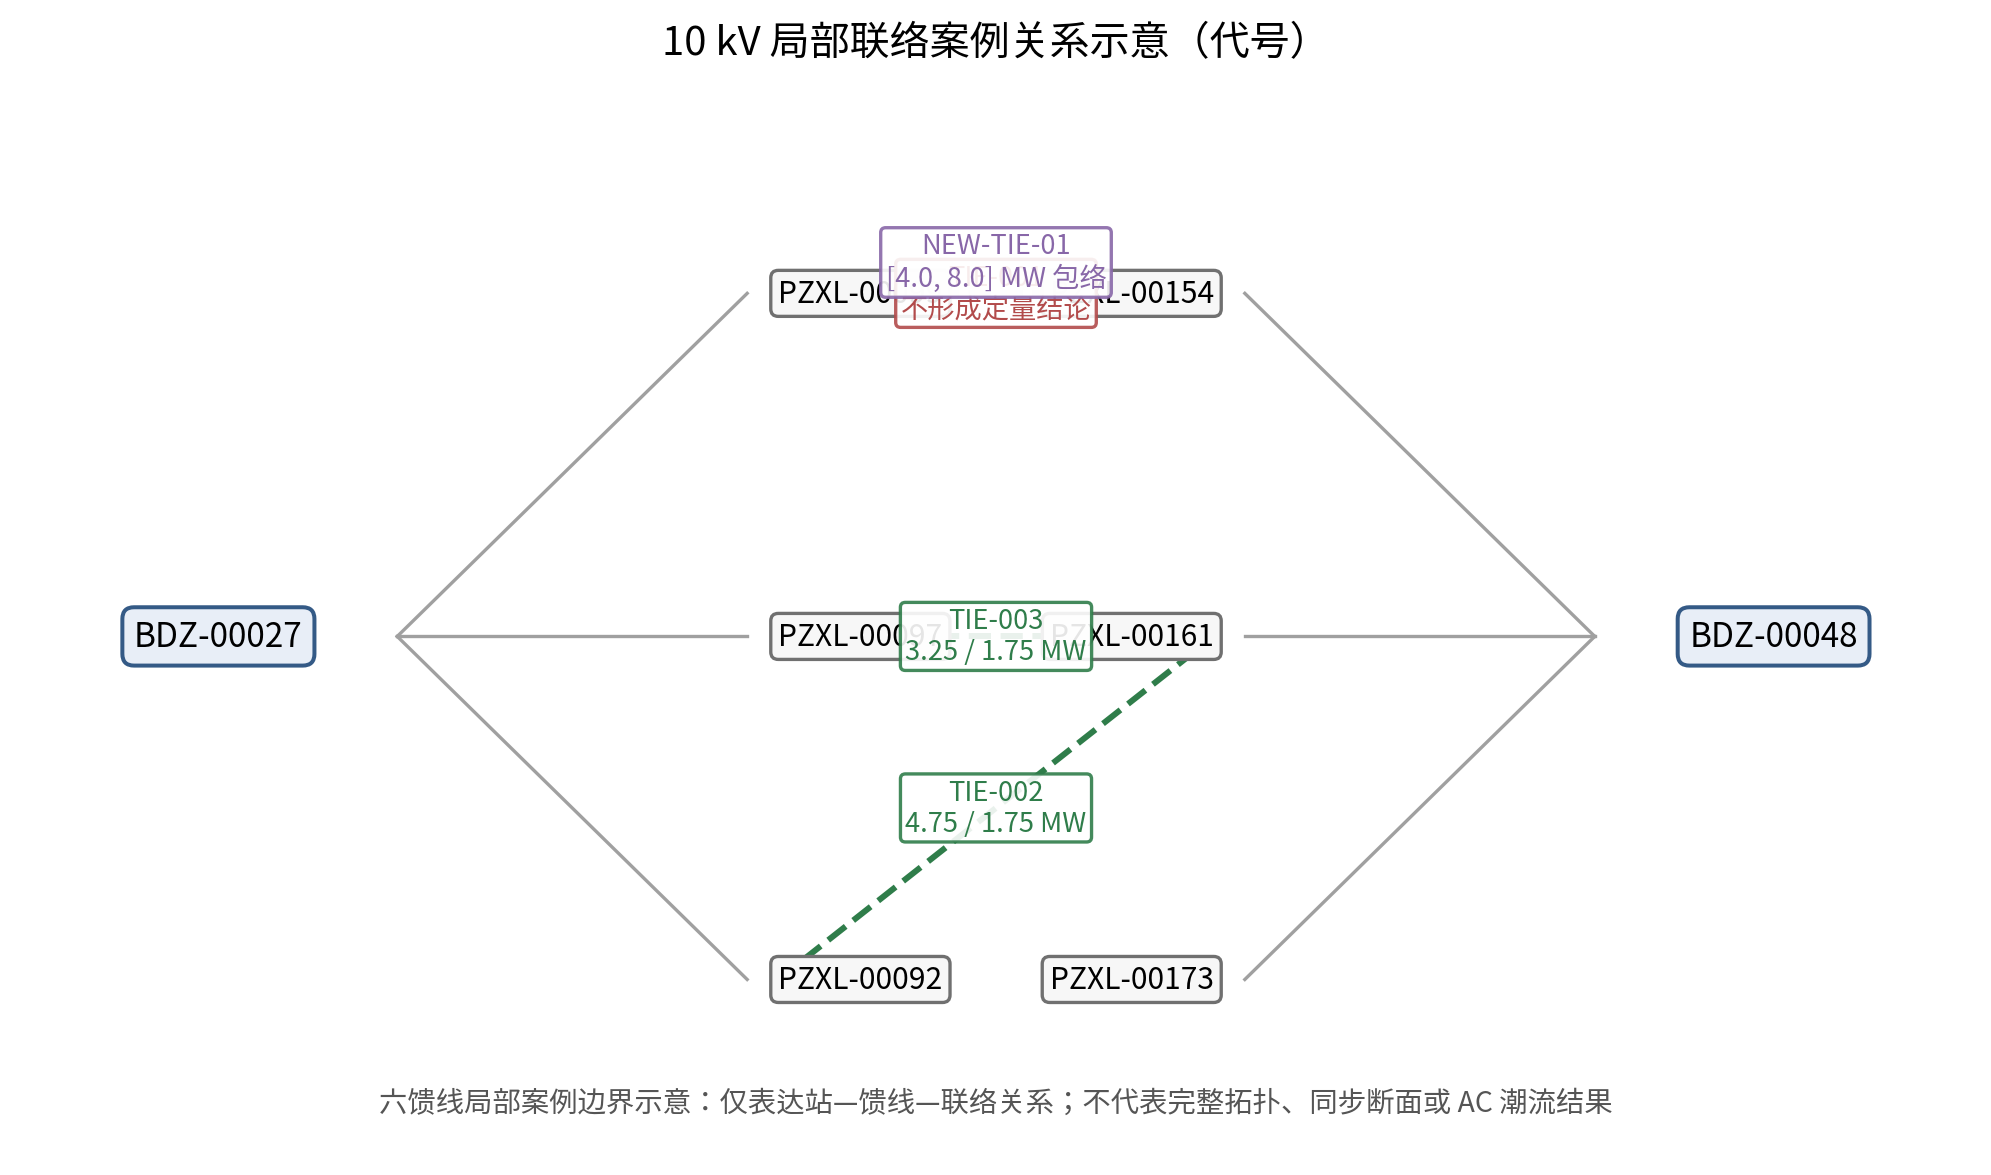 10 kV 局部联络案例关系示意（代号）
NEW-TIE-01
[4.0, 8.0] MW 包络
PZXL-00
L-00154
不形成定量结论
TIE-003
PZXL-00097
PZXL-00161
3.25 / 1.75 MW
BDZ-00027
BDZ-00048
TIE-002
4.75 / 1.75 MW
PZXL-00092
PZXL-00173
六馈线局部案例边界示意：仅表达站—馈线—联络关系；不代表完整拓扑、同步断面或 AC 潮流结果